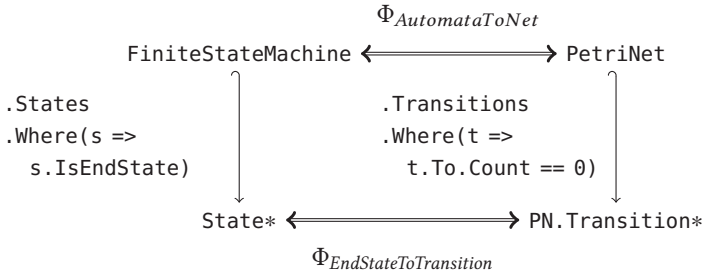 Φ_AutomataToNet
FiniteStateMachine PetriNet
.States .Transitions
.Where(s => .Where(t =>
s.IsEndState) t.To.Count == 0)
State* PN.Transition*
Φ_EndStateToTransition